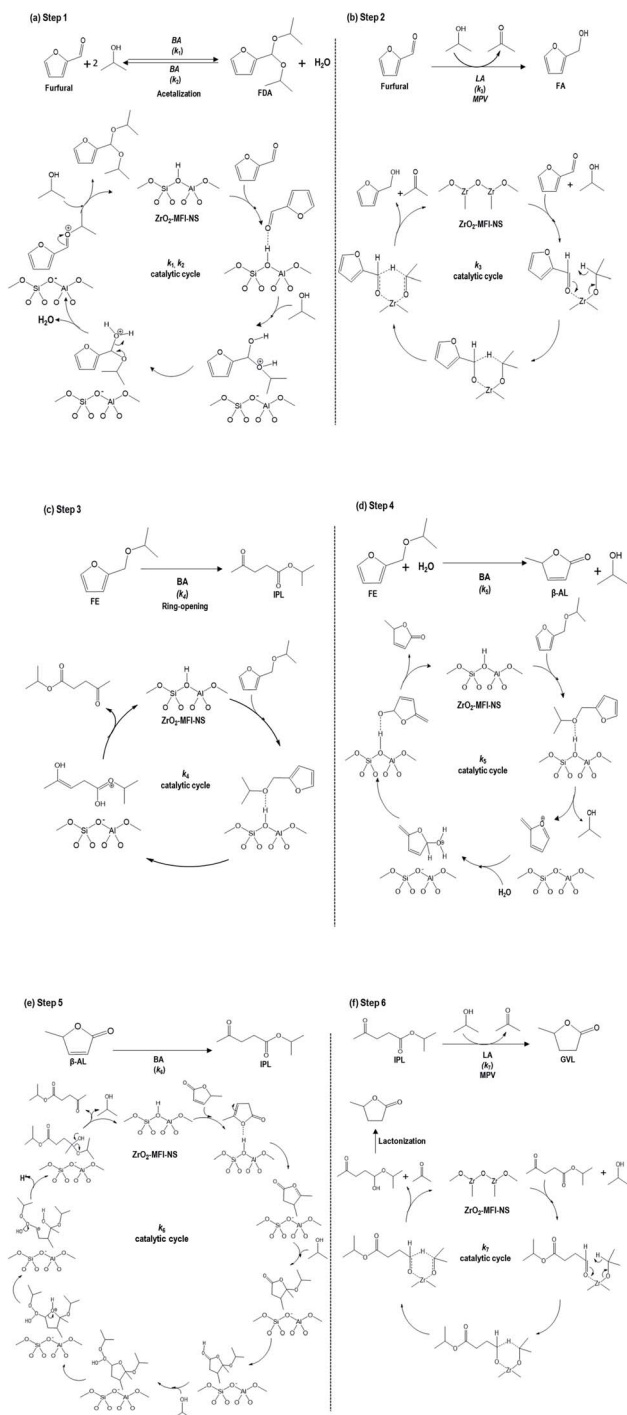 (a) Step 1
BA
(k₁)
Furfural + 2
BA
(k₂)
Acetalization
FDA
+ H₂O
ZrO₂-MFI-NS
k₁, k₂
catalytic cycle
H₂O
(b) Step 2
Furfural
LA
(k₃)
MPV
FA
ZrO₂-MFI-NS
k₃
catalytic cycle
(c) Step 3
FE
BA
(k₄)
Ring-opening
IPL
ZrO₂-MFI-NS
k₄
catalytic cycle
(d) Step 4
FE + H₂O
BA
(k₅)
β-AL
+
ZrO₂-MFI-NS
k₅
catalytic cycle
H₂O
(e) Step 5
β-AL
BA
(k₆)
IPL
ZrO₂-MFI-NS
k₆
catalytic cycle
(f) Step 6
IPL
LA
(k₇)
MPV
GVL
Lactonization
ZrO₂-MFI-NS
k₇
catalytic cycle